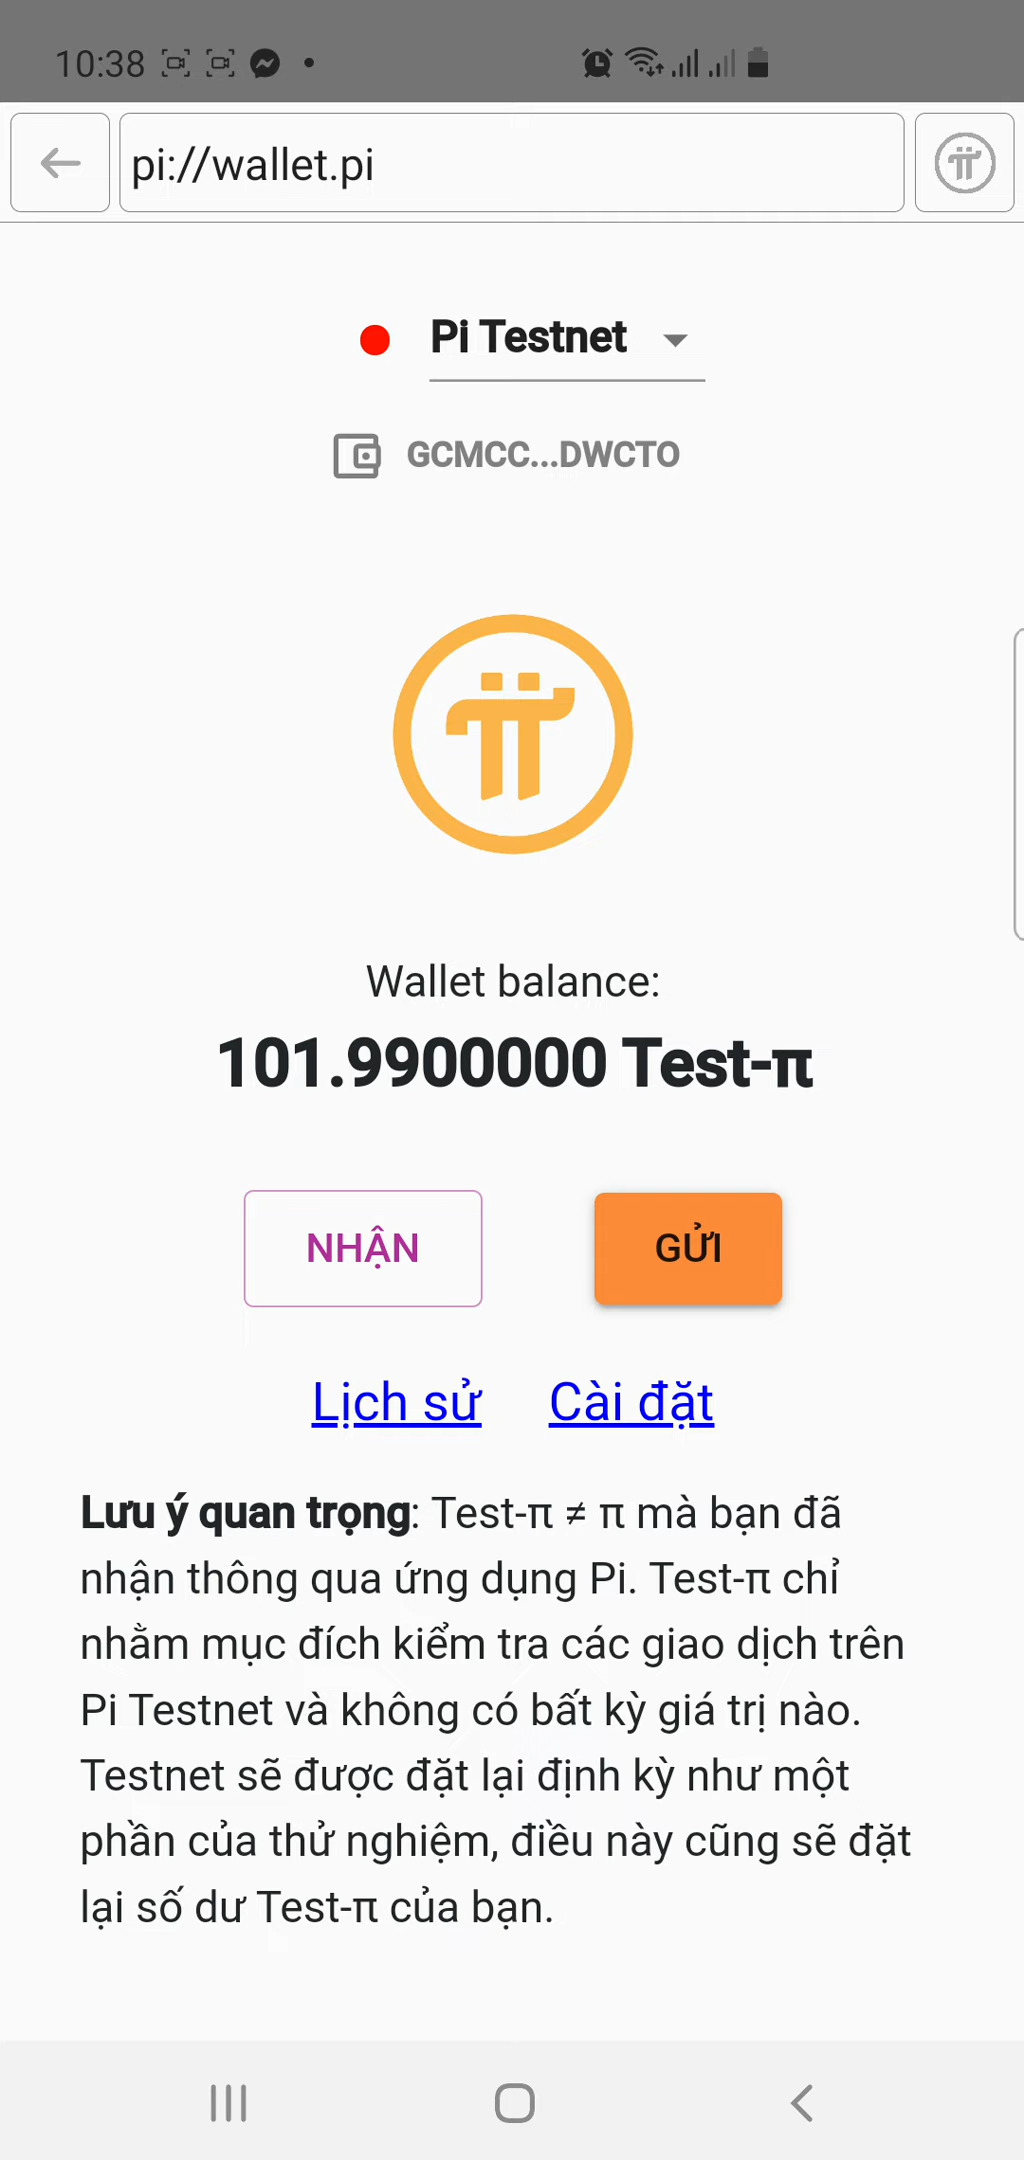 10:38
pi://wallet.pi
Pi Testnet
GCMCC...DWCTO
Wallet balance:
101.9900000 Test-π
NHẬN
GỬI
Lịch sử
Cài đặt
Lưu ý quan trọng: Test-π ≠ π mà bạn đã
nhận thông qua ứng dụng Pi. Test-π chỉ
nhằm mục đích kiểm tra các giao dịch trên
Pi Testnet và không có bất kỳ giá trị nào.
Testnet sẽ được đặt lại định kỳ như một
phần của thử nghiệm, điều này cũng sẽ đặt
lại số dư Test-π của bạn.